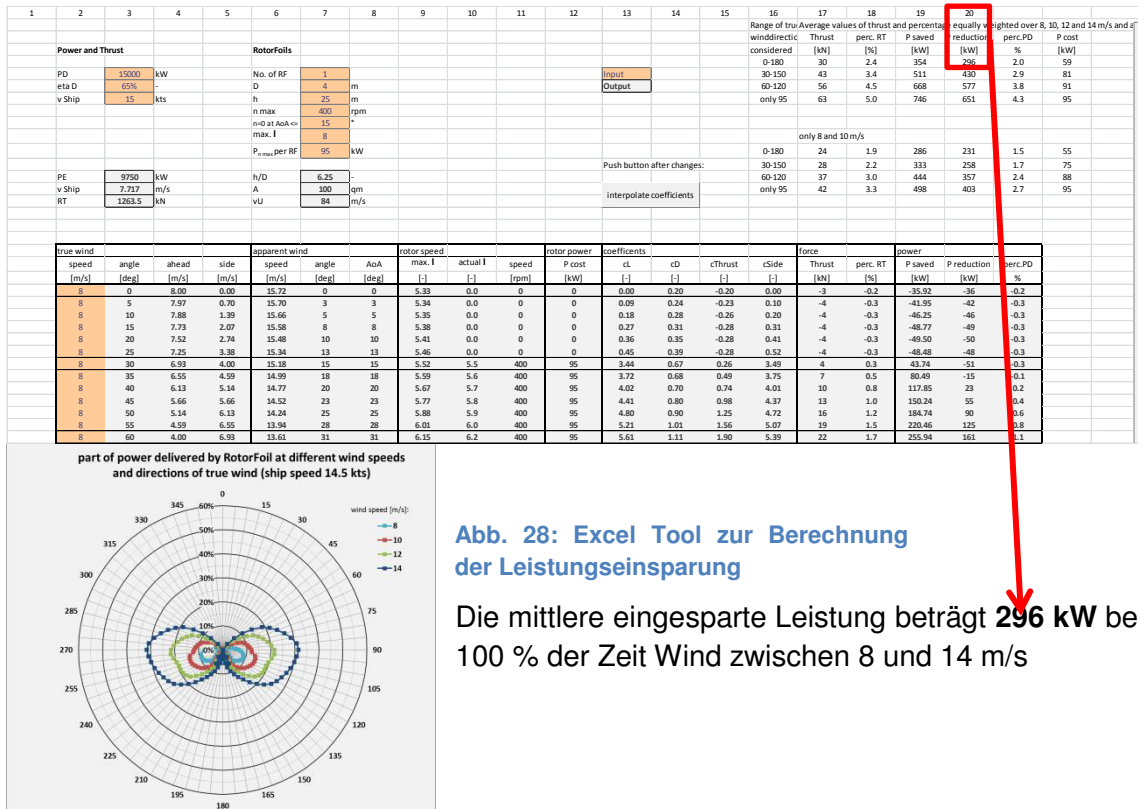 1 2 3 4 5 6 7 8 9 10 11 12 13 14 15 16 17 18 19 20 21 22
Range of tru Average values of thrust and percentage equally weighted over 8, 10, 12 and 14 m/s and a
winddirectic Thrust perc. RT P saved P reduction perc.PD P cost
Power and Thrust RotorFoils considered [kN] [%] [kW] [kW] % [kW]
0-180 30 2.4 354 296 2.0 59
PD 15000 kW No. of RF 1 Input 30-150 43 3.4 511 430 2.9 81
eta D 65% - D 4 m Output 60-120 56 4.5 668 577 3.8 91
v Ship 15 kts h 25 m only 95 63 5.0 746 651 4.3 95
n max 400 rpm
n=0 at AoA <= 15 °
max. l 8 only 8 and 10 m/s
P n max per RF 95 kW 0-180 24 1.9 286 231 1.5 55
Push button after changes: 30-150 28 2.2 333 258 1.7 75
PE 9750 kW h/D 6.25 - 60-120 37 3.0 444 357 2.4 88
v Ship 7.717 m/s A 100 qm interpolate coefficients only 95 42 3.3 498 403 2.7 95
RT 1263.5 kN vU 84 m/s
true wind apparent wind rotor speed rotor power coefficents force power
speed angle ahead side speed angle AoA max. l actual l speed P cost cL cD cThrust cSide Thrust perc. RT P saved P reduction perc.PD
[m/s] [deg] [m/s] [m/s] [m/s] [deg] [deg] [-] [-] [rpm] [kW] [-] [-] [-] [-] [kN] [%] [kW] [kW] %
8 0 8.00 0.00 15.72 0 0 5.33 0.0 0 0 0.00 0.20 -0.20 0.00 -3 -0.2 -35.92 -36 -0.2
8 5 7.97 0.70 15.70 3 3 5.34 0.0 0 0 0.09 0.24 -0.23 0.10 -4 -0.3 -41.95 -42 -0.3
8 10 7.88 1.39 15.66 5 5 5.35 0.0 0 0 0.18 0.28 -0.26 0.20 -4 -0.3 -46.25 -46 -0.3
8 15 7.73 2.07 15.58 8 8 5.38 0.0 0 0 0.27 0.31 -0.28 0.31 -4 -0.3 -48.77 -49 -0.3
8 20 7.52 2.74 15.48 10 10 5.41 0.0 0 0 0.36 0.35 -0.28 0.41 -4 -0.3 -49.50 -50 -0.3
8 25 7.25 3.38 15.34 13 13 5.46 0.0 0 0 0.45 0.39 -0.28 0.52 -4 -0.3 -48.48 -48 -0.3
8 30 6.93 4.00 15.18 15 15 5.52 5.5 400 95 3.44 0.67 0.26 3.49 4 0.3 43.74 -51 -0.3
8 35 6.55 4.59 14.99 18 18 5.59 5.6 400 95 3.72 0.68 0.49 3.75 7 0.5 80.49 -15 -0.1
8 40 6.13 5.14 14.77 20 20 5.67 5.7 400 95 4.02 0.70 0.74 4.01 10 0.8 117.85 23 0.2
8 45 5.66 5.66 14.52 23 23 5.77 5.8 400 95 4.41 0.80 0.98 4.37 13 1.0 150.24 55 0.4
8 50 5.14 6.13 14.24 25 25 5.88 5.9 400 95 4.80 0.90 1.25 4.72 16 1.2 184.74 90 0.6
8 55 4.59 6.55 13.94 28 28 6.01 6.0 400 95 5.21 1.01 1.56 5.07 19 1.5 220.46 125 0.8
8 60 4.00 6.93 13.61 31 31 6.15 6.2 400 95 5.61 1.11 1.90 5.39 22 1.7 255.94 161 1.1
part of power delivered by RotorFoil at different wind speeds
and directions of true wind (ship speed 14.5 kts)
0
345 60% 15
330 30
315 50% 45
300 40% 60
285 30% 75
20%
10%
270 0% 90
255 105
240 120
225 135
210 150
195 165
180
wind speed [m/s]:
8
10
12
14
Abb. 28: Excel Tool zur Berechnung
der Leistungseinsparung
Die mittlere eingesparte Leistung beträgt 296 kW be
100 % der Zeit Wind zwischen 8 und 14 m/s